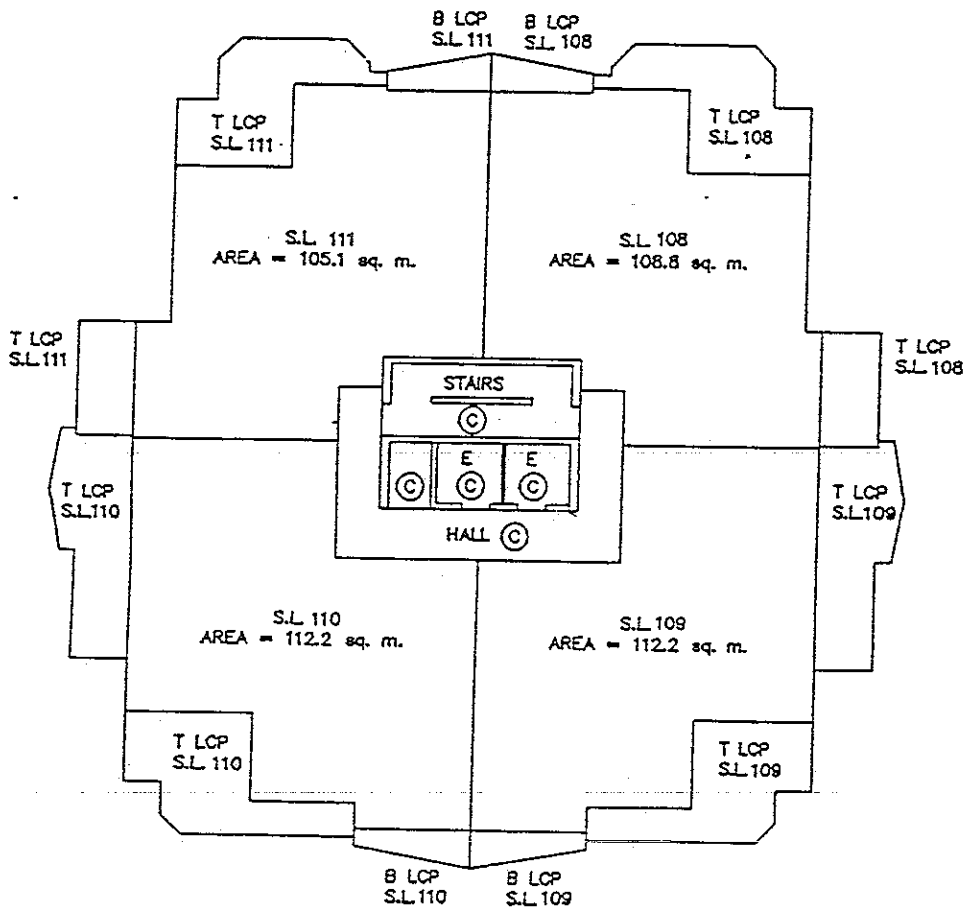 B LCP
S.L.111
B LCP
S.L.108
T LCP
S.L.111
T LCP
S.L.108
S.L. 111
AREA = 105.1 sq. m.
S.L. 108
AREA = 108.8 sq. m.
T LCP
S.L.111
T LCP
S.L.108
STAIRS
C
E
E
C
C
C
T LCP
S.L.110
T LCP
S.L.109
HALL C
S.L. 110
AREA = 112.2 sq. m.
S.L.109
AREA = 112.2 sq. m.
T LCP
S.L.110
T LCP
S.L.109
B LCP
S.L.110
B LCP
S.L.109